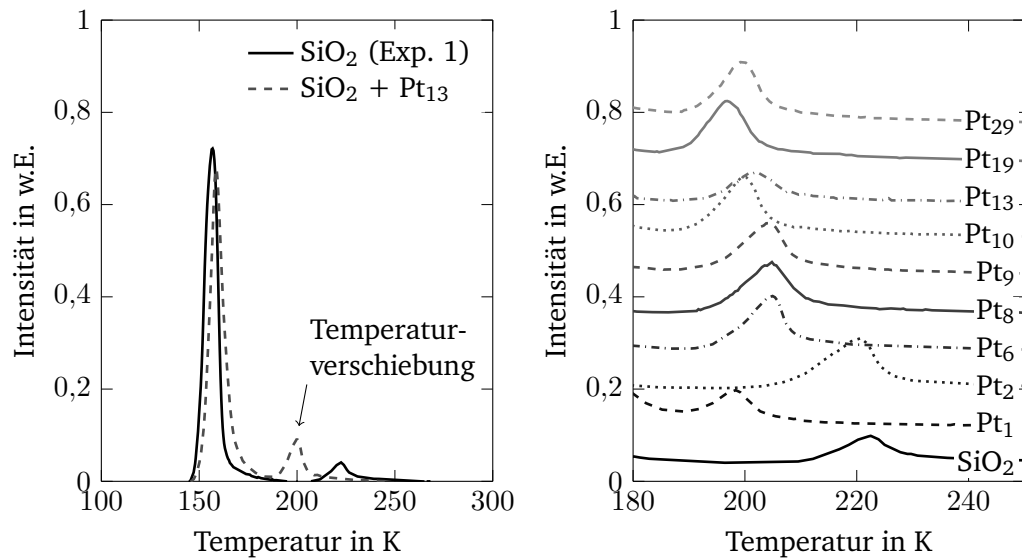 1
0,8
0,6
0,4
0,2
0
100 150 200 250 300
Temperatur in K
Intensität in w.E.
SiO2 (Exp. 1)
SiO2 + Pt13
Temperatur-
verschiebung
1
0,8
0,6
0,4
0,2
0
180 200 220 240
Temperatur in K
Intensität in w.E.
Pt29
Pt19
Pt13
Pt10
Pt9
Pt8
Pt6
Pt2
Pt1
SiO2